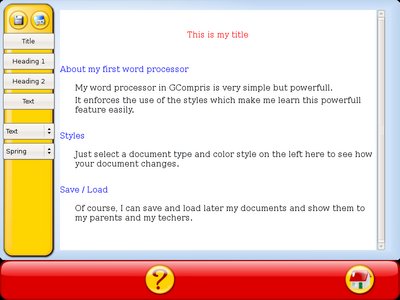 Title
Heading 1
Heading 2
Text
Text
Spring
This is my title
About my first word processor
My word processor in GCompris is very simple but powerfull.
It enforces the use of the styles which make me learn this powerfull
feature easily.
Styles
Just select a document type and color style on the left here to see how
your document changes.
Save / Load
Of course, I can save and load later my documents and show them to
my parents and my techers.
?